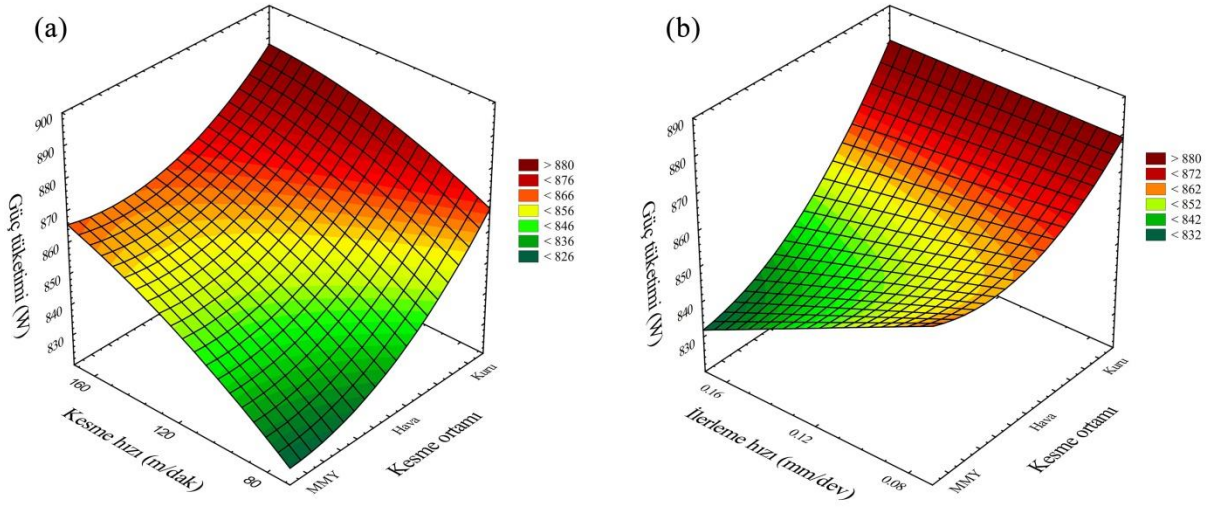 (a)
900
890
880
870
860
850
840
830
Güç tüketimi (W)
160
120
80
Kesme hızı (m/dak)
MMY
Hava
Kuru
Kesme ortamı
> 880
< 876
< 866
< 856
< 846
< 836
< 826
(b)
890
880
870
860
850
840
830
Güç tüketimi (W)
0.16
0.12
0.08
İlerleme hızı (mm/dev)
MMY
Hava
Kuru
Kesme ortamı
> 880
< 872
< 862
< 852
< 842
< 832